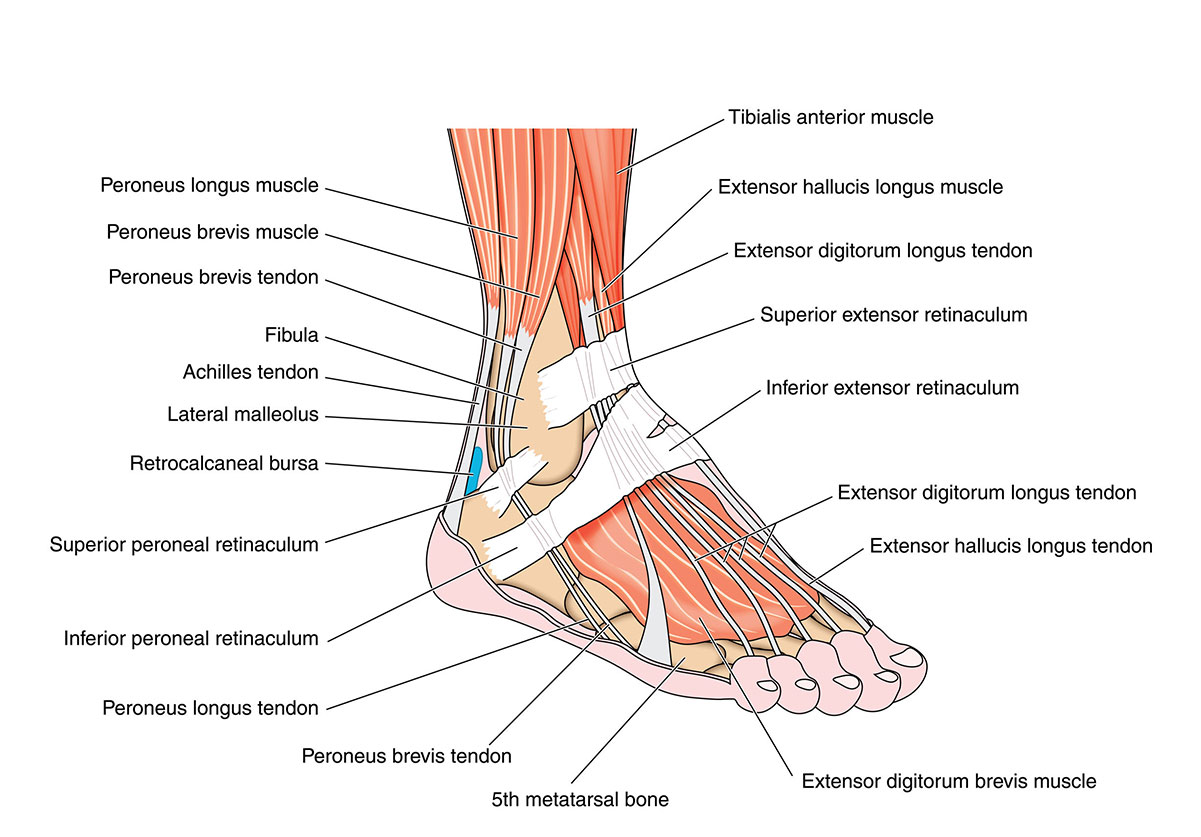 Tibialis anterior muscle
Peroneus longus muscle
Extensor hallucis longus muscle
Peroneus brevis muscle
Extensor digitorum longus tendon
Peroneus brevis tendon
Superior extensor retinaculum
Fibula
Achilles tendon
Inferior extensor retinaculum
Lateral malleolus
Retrocalcaneal bursa
Extensor digitorum longus tendon
Superior peroneal retinaculum
Extensor hallucis longus tendon
Inferior peroneal retinaculum
Peroneus longus tendon
Peroneus brevis tendon
Extensor digitorum brevis muscle
5th metatarsal bone